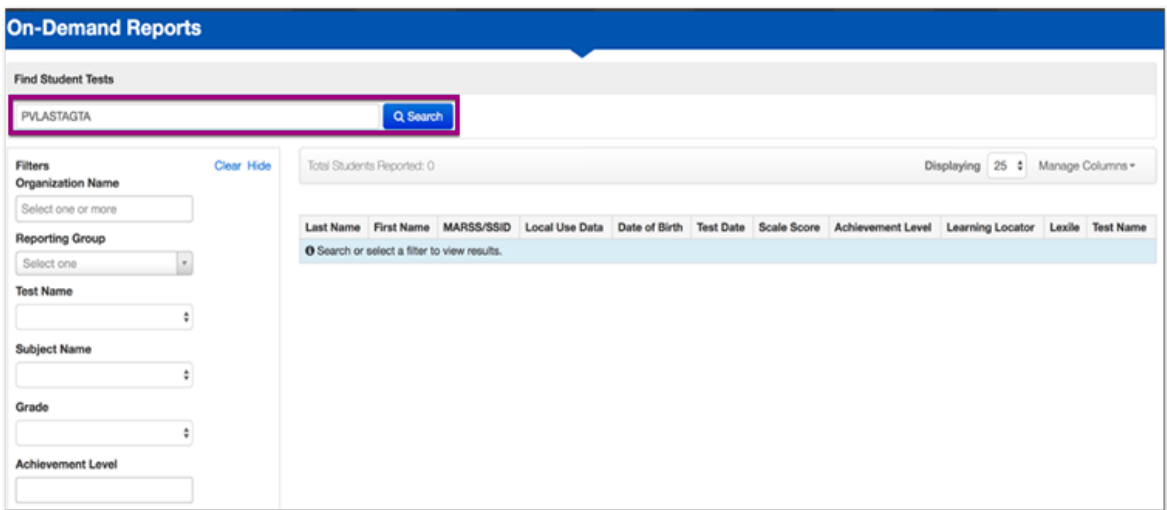 On-Demand Reports
Find Student Tests
PVLASTAGTA
Search
Filters Clear Hide
Organization Name
Select one or more
Reporting Group
Select one
Test Name
Subject Name
Grade
Achievement Level
Total Students Reported: 0 Displaying 25 Manage Columns
Last Name First Name MARSS/SSID Local Use Data Date of Birth Test Date Scale Score Achievement Level Learning Locator Lexile Test Name
Search or select a filter to view results.